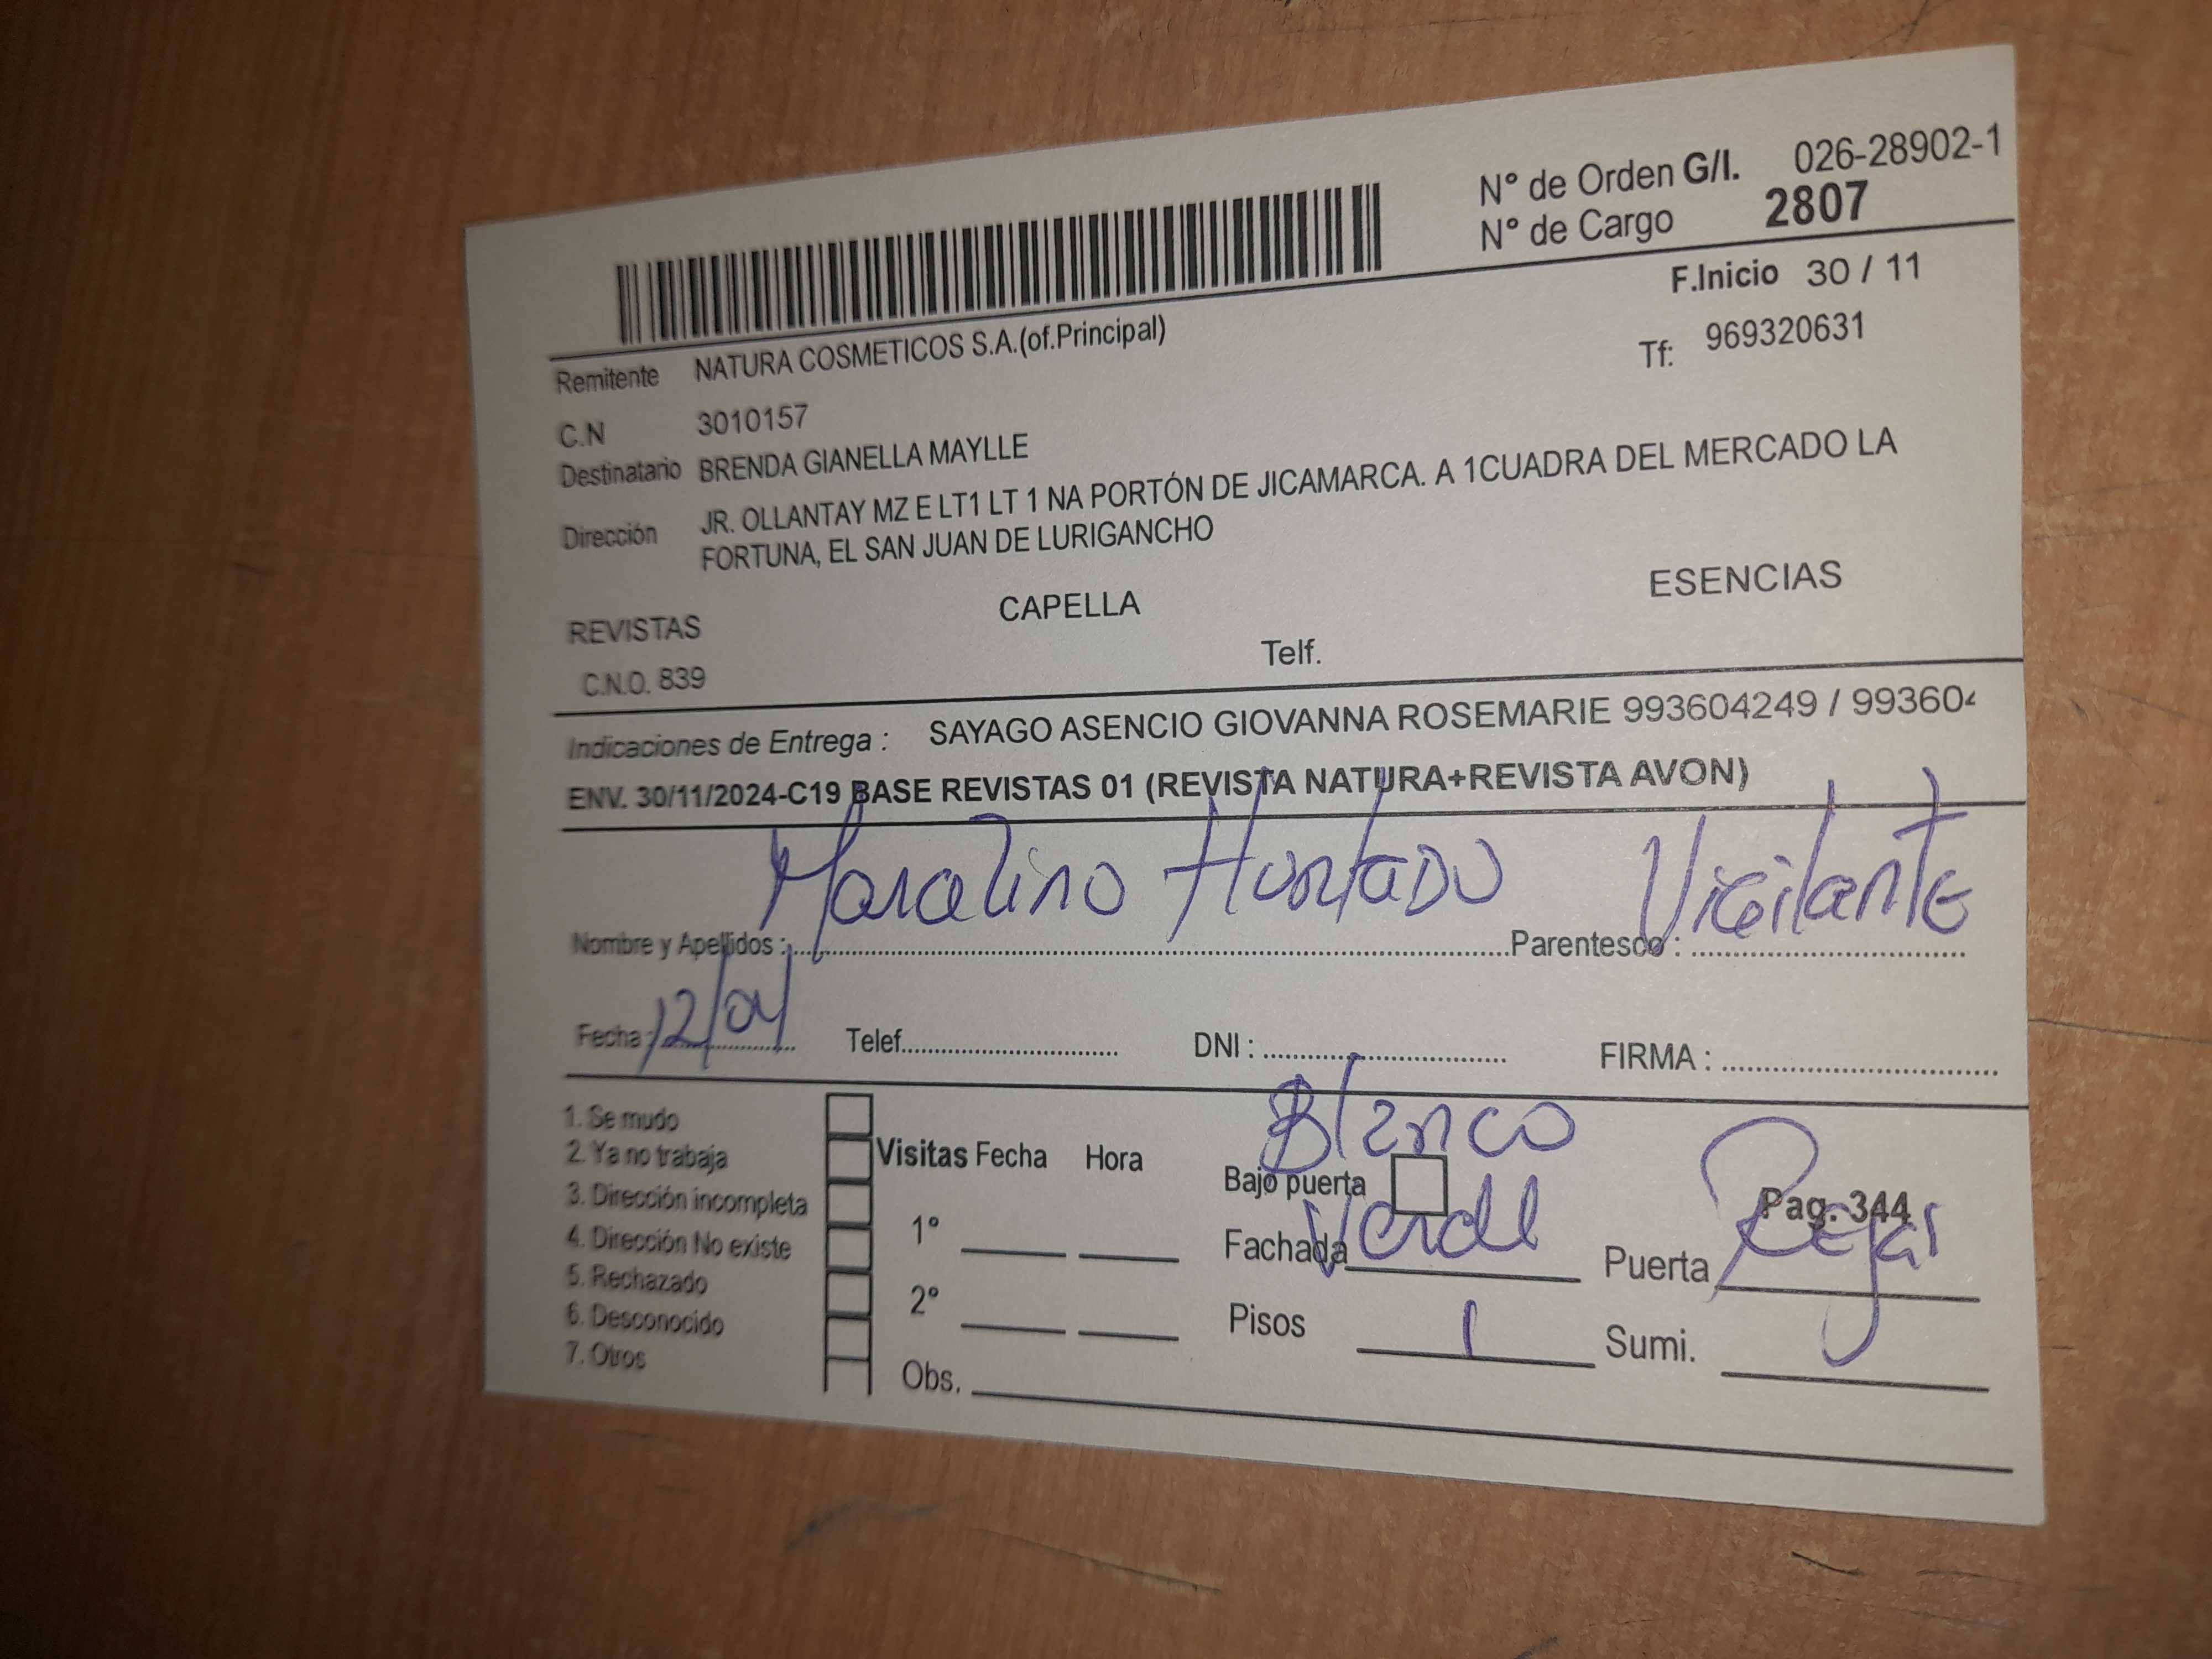 N° de Orden G/I. 026-28902-1
N° de Cargo 2807
F.Inicio 30 / 11
Remitente NATURA COSMETICOS S.A.(of.Principal) Tf: 969320631
C.N 3010157
Destinatario BRENDA GIANELLA MAYLLE
Dirección JR. OLLANTAY MZ E LT1 LT 1 NA PORTÓN DE JICAMARCA. A 1CUADRA DEL MERCADO LA
FORTUNA, EL SAN JUAN DE LURIGANCHO
REVISTAS CAPELLA ESENCIAS
C.N.O. 839 Telf.
Indicaciones de Entrega : SAYAGO ASENCIO GIOVANNA ROSEMARIE 993604249 / 99360
ENV. 30/11/2024-C19 BASE REVISTAS 01 (REVISTA NATURA+REVISTA AVON)
Nombre y Apellidos : Marcelino Hurtado Parentesco : Vigilante
Fecha : 12/04 Telef. DNI : FIRMA :
1. Se mudo
2. Ya no trabaja
3. Dirección incompleta
4. Dirección No existe
5. Rechazado
6. Desconocido
7. Otros
Visitas Fecha Hora
1°
2°
Obs.
Blanco
Bajo puerta
Fachada Verde
Pisos 1
Pag. 344
Puerta Rejas
Sumi.